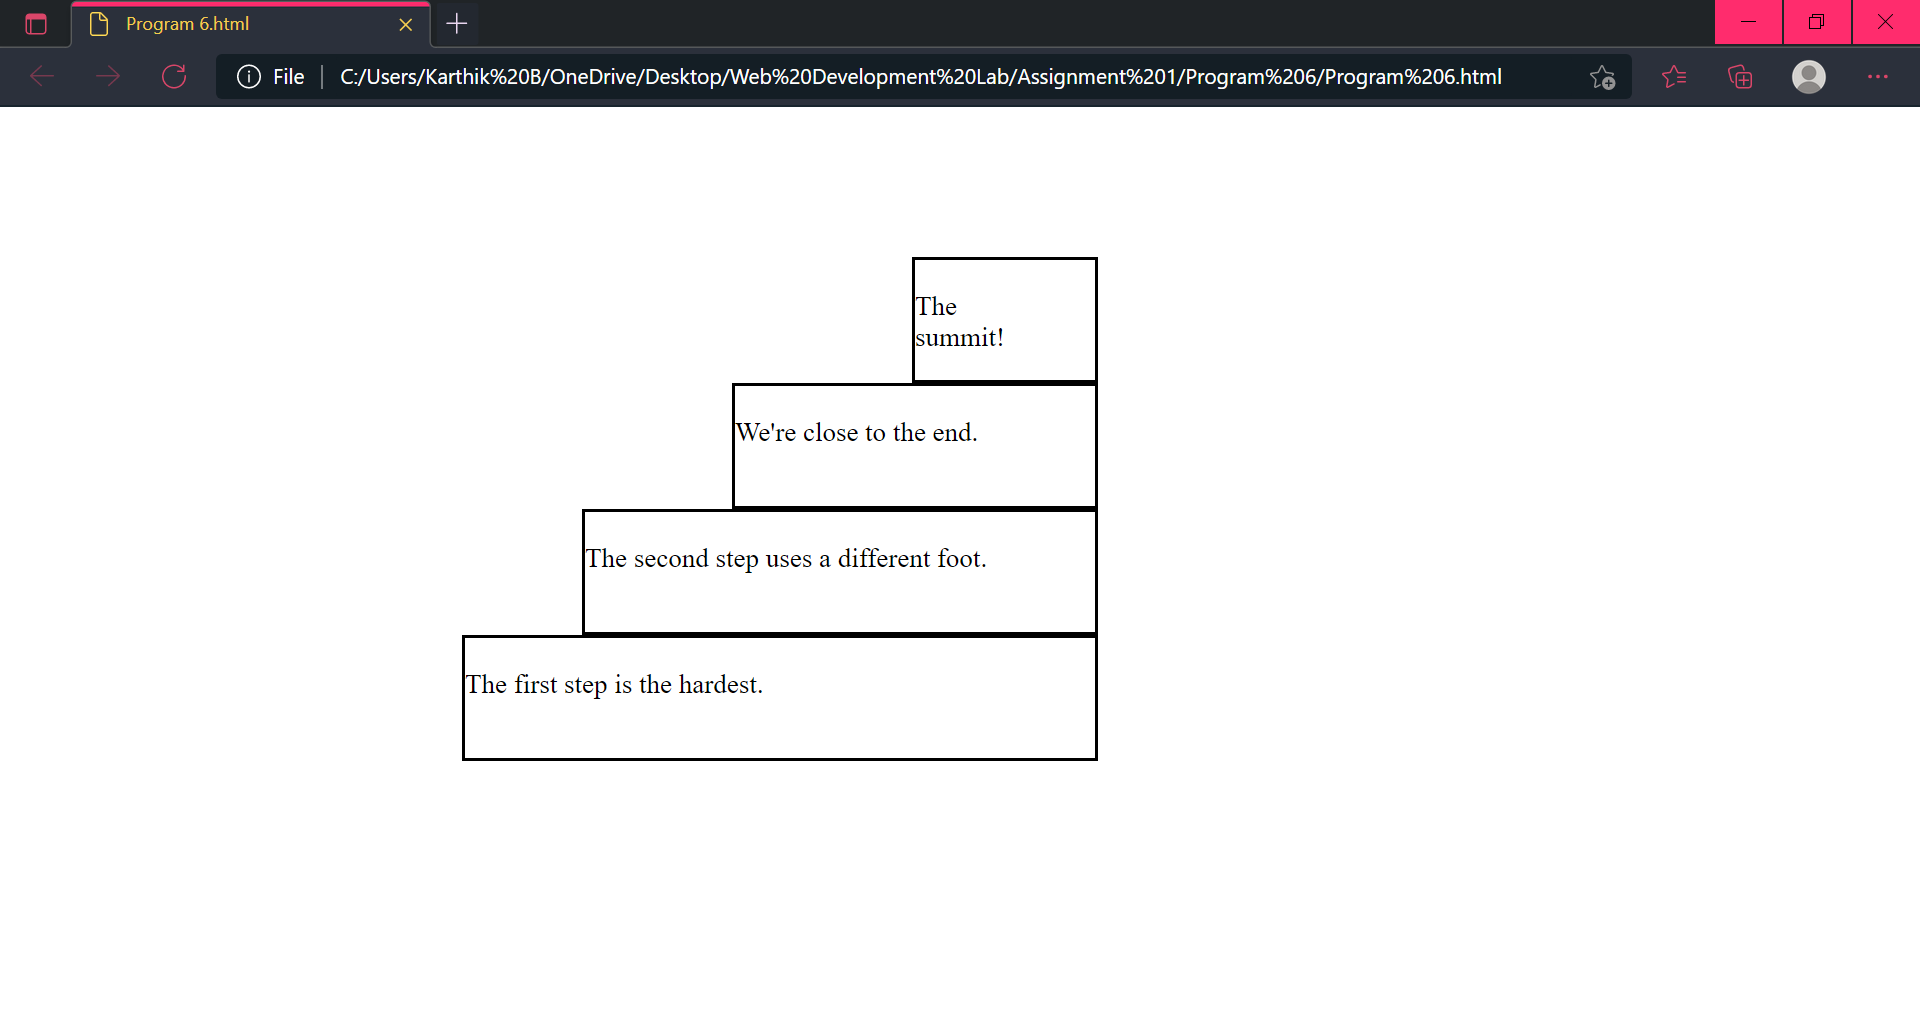 Program 6.html
File
C:/Users/Karthik%20B/OneDrive/Desktop/Web%20Development%20Lab/Assignment%201/Program%206/Program%206.html
The
summit!
We're close to the end.
The second step uses a different foot.
The first step is the hardest.